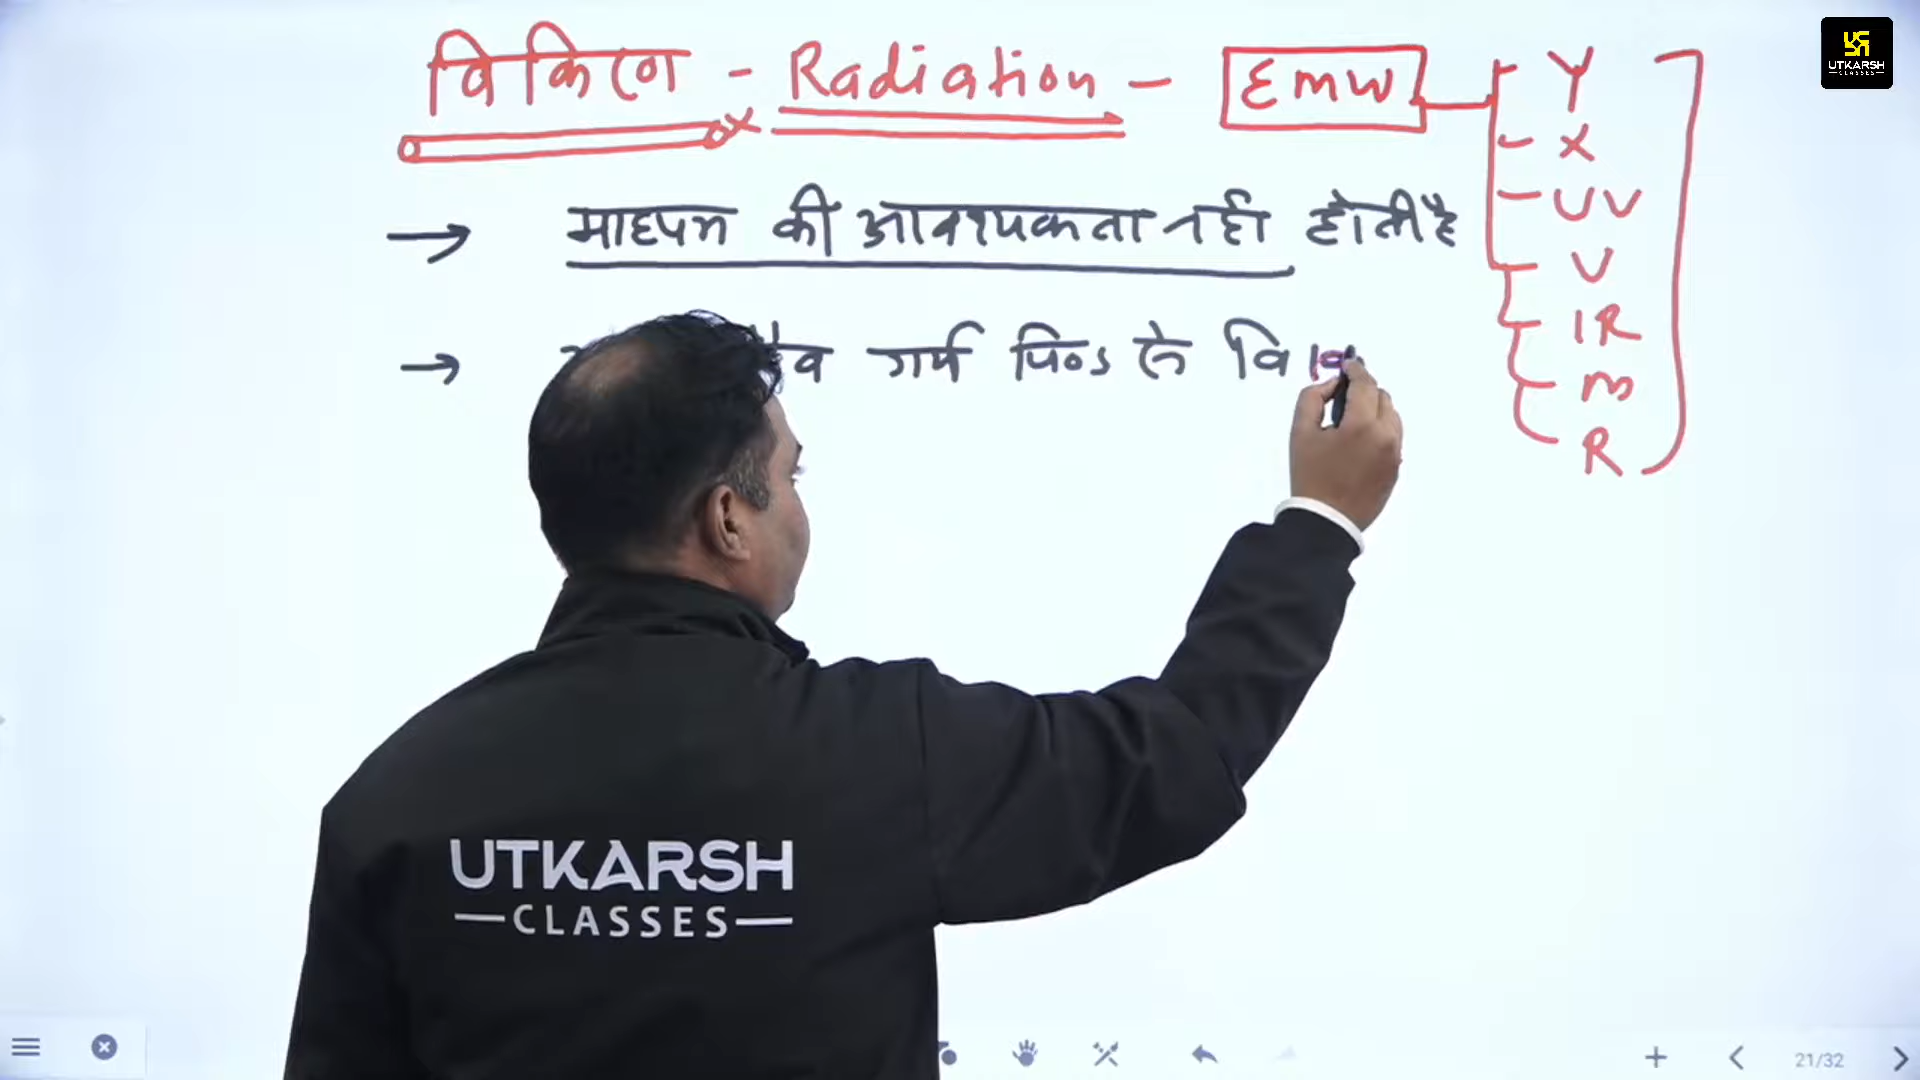 विकिरण - Radiation - EMW
γ
X
UV
V
IR
m
R
→ माध्यम की आवश्यकता नहीं होती है
→ गर्म पिण्ड से
UTKARSH
CLASSES
UTKARSH
CLASSES
21/32